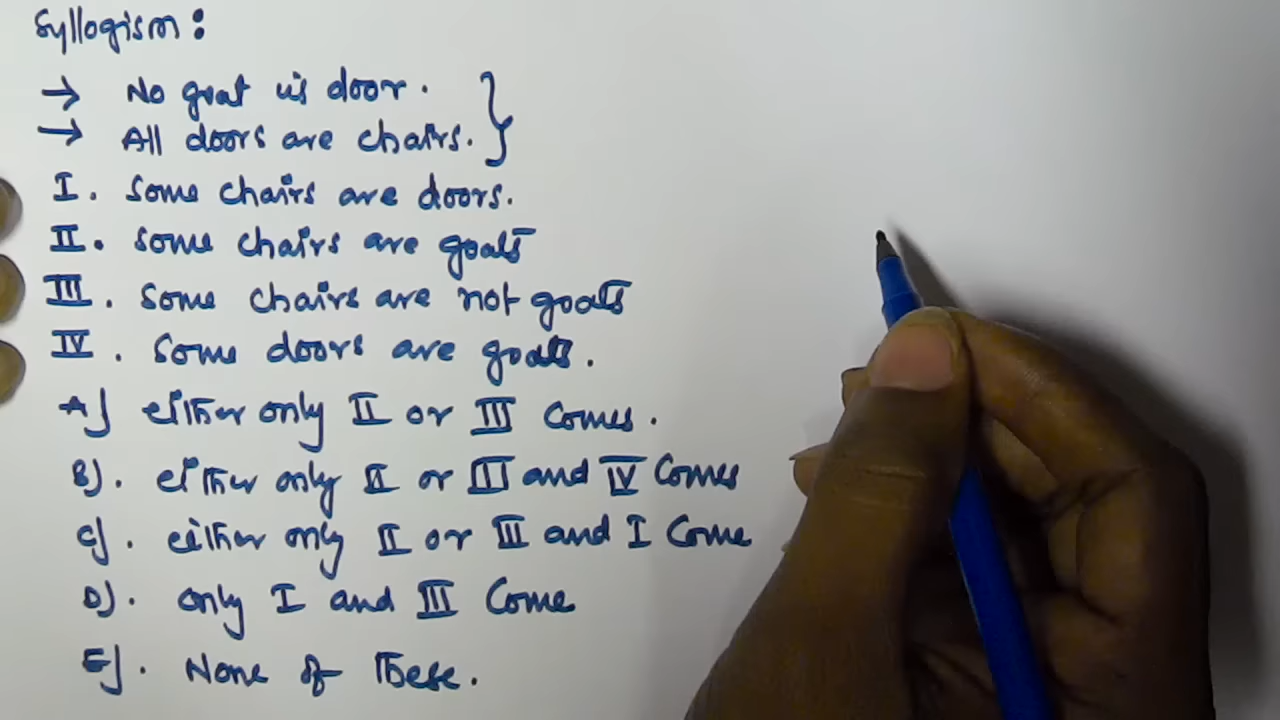 Syllogism:
→ No goat is door.
→ All doors are chairs.
I. Some chairs are doors.
II. Some chairs are goats
III. Some chairs are not goats
IV. Some doors are goats.
A) either only II or III Comes.
B). either only II or III and IV Comes
C). either only II or III and I Come
D). only I and III Come
E). None of these.